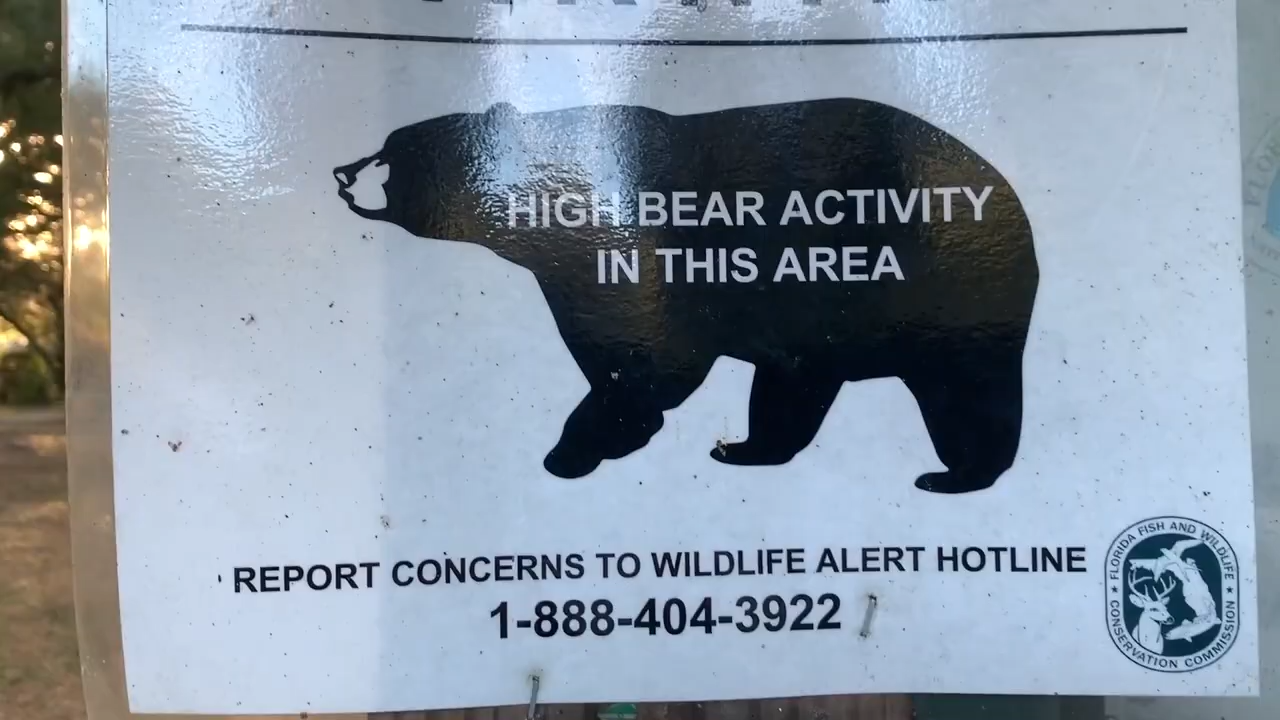 HIGH BEAR ACTIVITY
IN THIS AREA
REPORT CONCERNS TO WILDLIFE ALERT HOTLINE
1-888-404-3922
FLORIDA FISH AND WILDLIFE
CONSERVATION COMMISSION